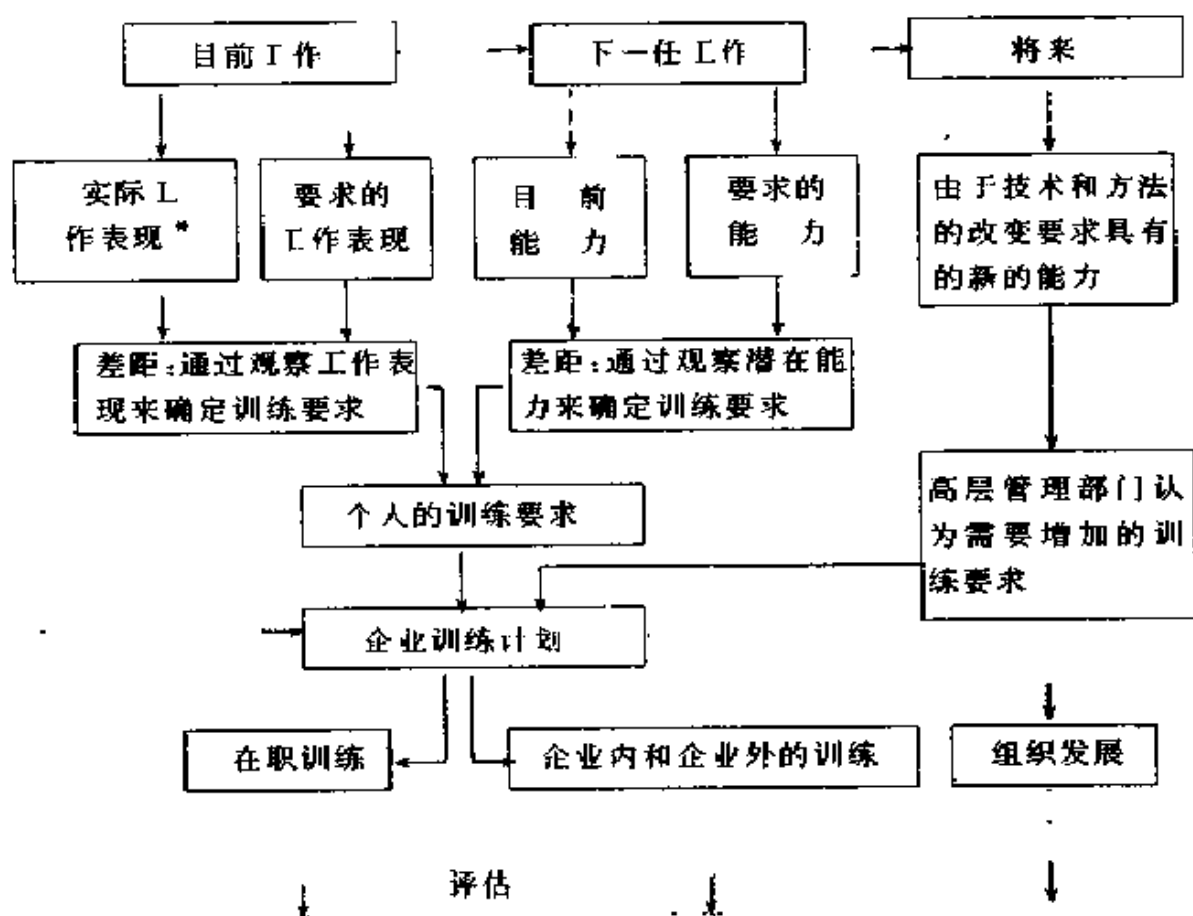 目前工作
下一任工作
将来
实际工
作表现*
要求的
工作表现
目前
能力
要求的
能力
由于技术和方法
的改变要求具有
的新的能力
差距：通过观察工作表
现来确定训练要求
差距：通过观察潜在能
力来确定训练要求
个人的训练要求
高层管理部门认
为需要增加的训
练要求
企业训练计划
在职训练
企业内和企业外的训练
组织发展
评估